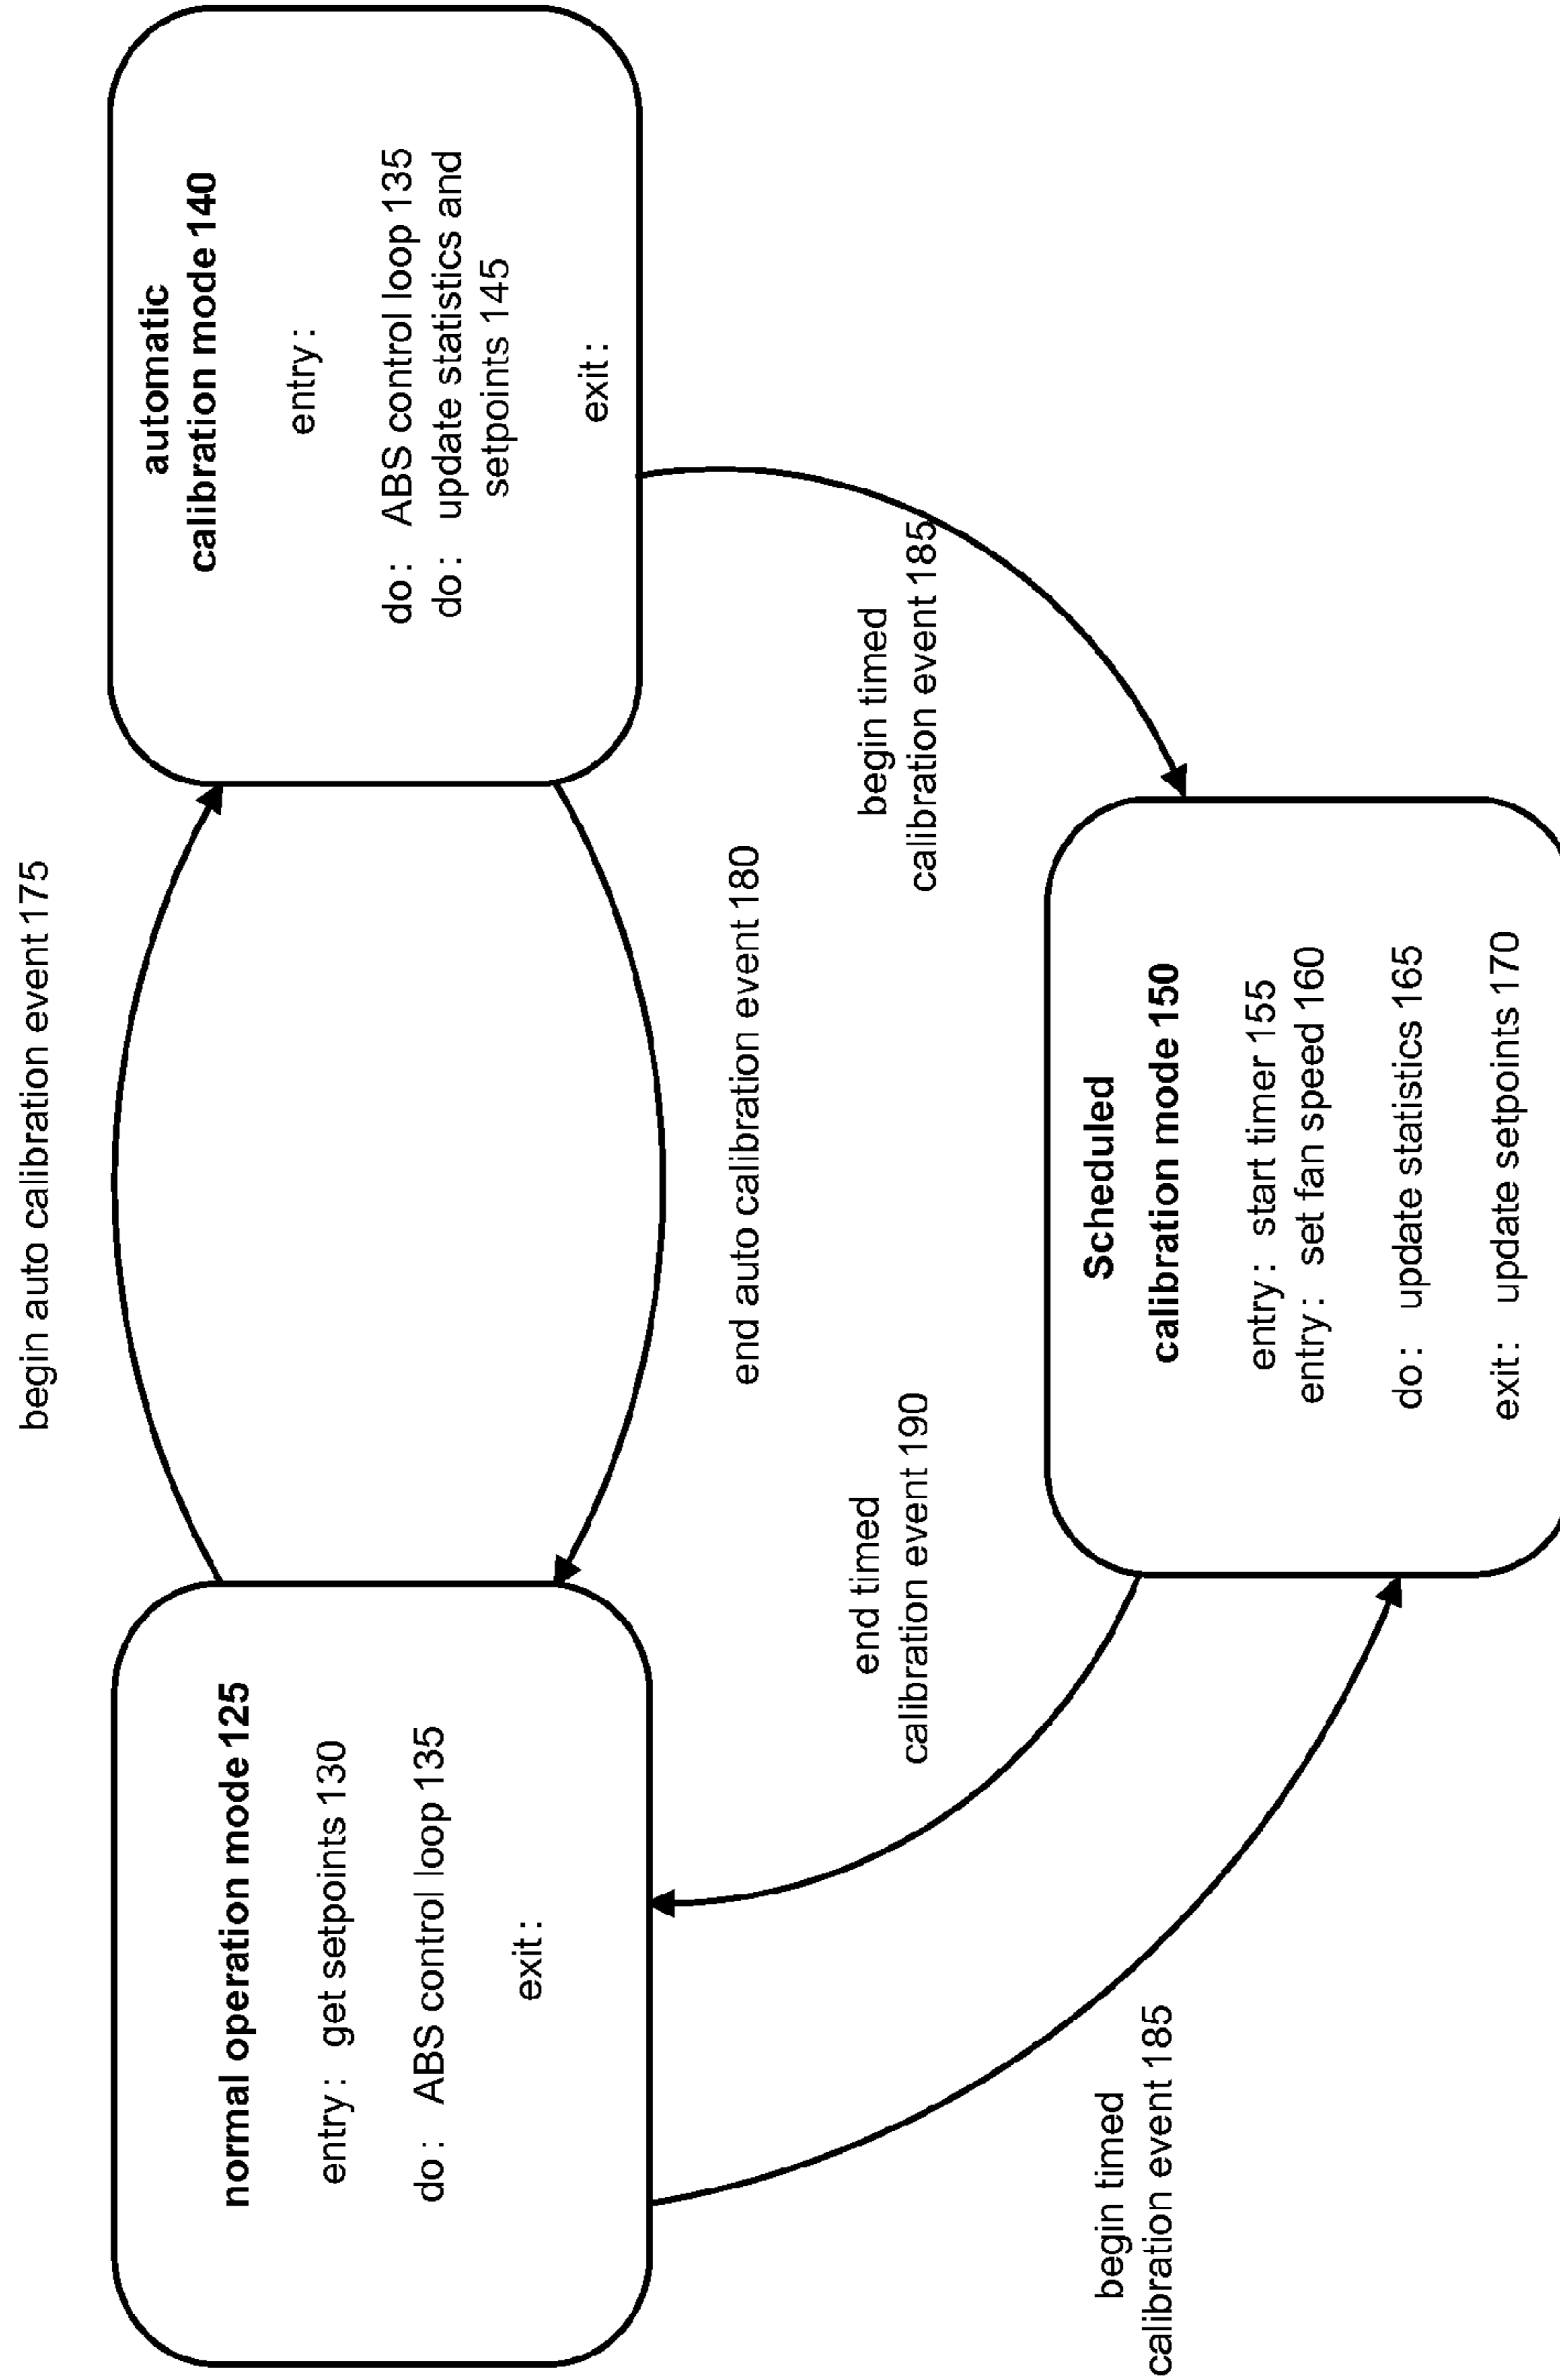 begin auto calibration event 175
normal operation mode 125
entry : get setpoints 130
do : ABS control loop 135
exit :
automatic
calibration mode 140
entry :
do : ABS control loop 135
do : update statistics and
setpoints 145
exit :
end auto calibration event 180
end timed
calibration event 190
begin timed
calibration event 185
begin timed
calibration event 185
Scheduled
calibration mode 150
entry : start timer 155
entry : set fan speed 160
do : update statistics 165
exit : update setpoints 170